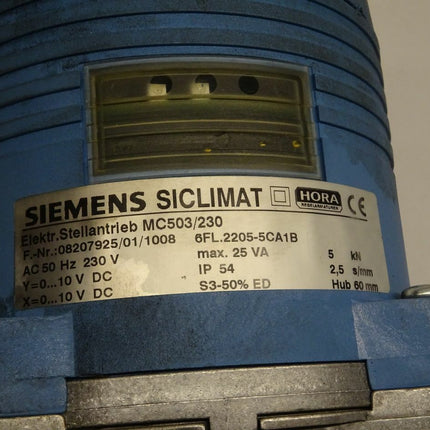 SIEMENS SICLIMAT HORA CE
REGELARMATUREN
Elektr.Stellantrieb MC503/230
F.-Nr.:08207925/01/1008 6FL.2205-5CA1B
AC 50 Hz 230 V max. 25 VA 5 kN
Y=0...10 V DC IP 54 2,5 s/mm
X=0...10 V DC S3-50% ED Hub 60 mm